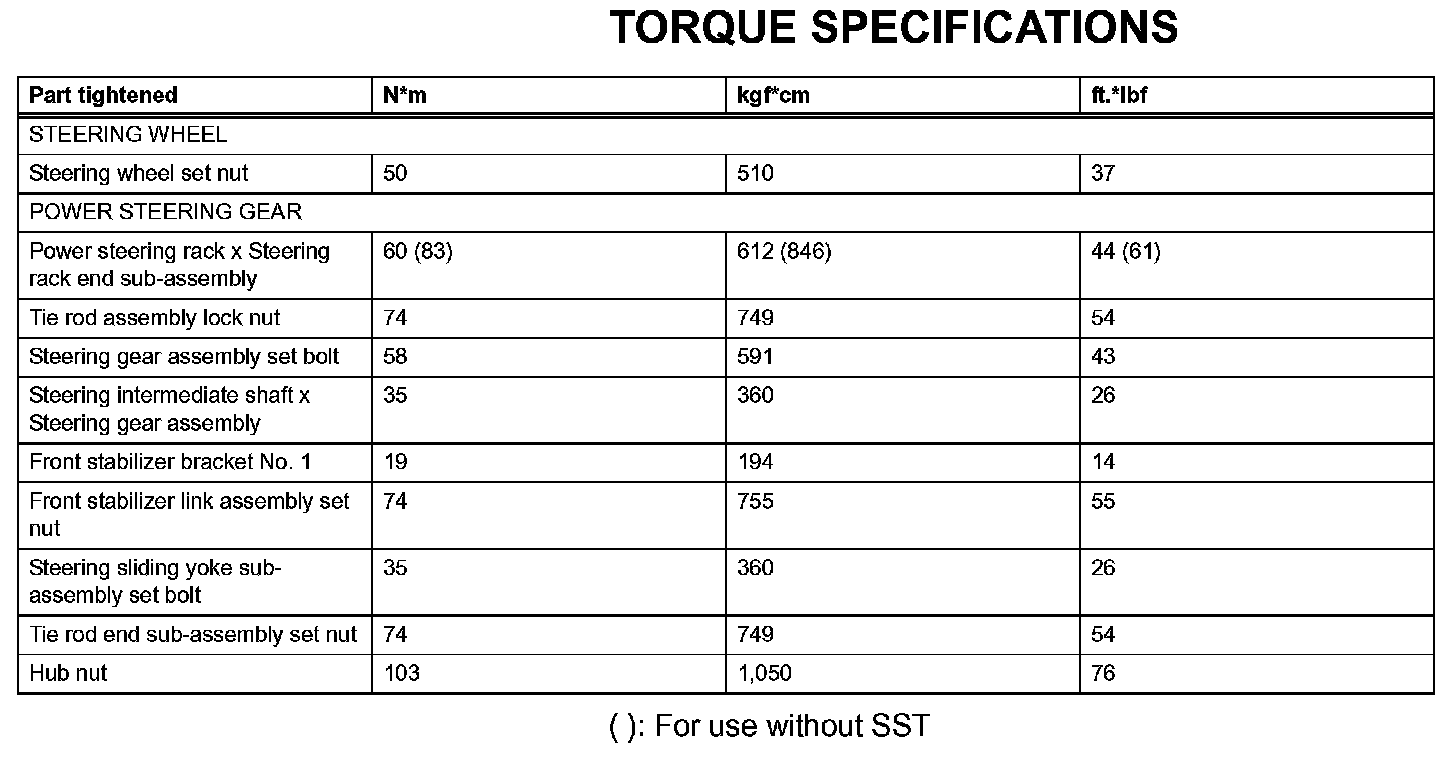 TORQUE SPECIFICATIONS
Part tightened N*m kgf*cm ft.*lbf
STEERING WHEEL
Steering wheel set nut 50 510 37
POWER STEERING GEAR
Power steering rack x Steering 60 (83) 612 (846) 44 (61)
rack end sub-assembly
Tie rod assembly lock nut 74 749 54
Steering gear assembly set bolt 58 591 43
Steering intermediate shaft x 35 360 26
Steering gear assembly
Front stabilizer bracket No. 1 19 194 14
Front stabilizer link assembly set 74 755 55
nut
Steering sliding yoke sub- 35 360 26
assembly set bolt
Tie rod end sub-assembly set nut 74 749 54
Hub nut 103 1,050 76
( ): For use without SST